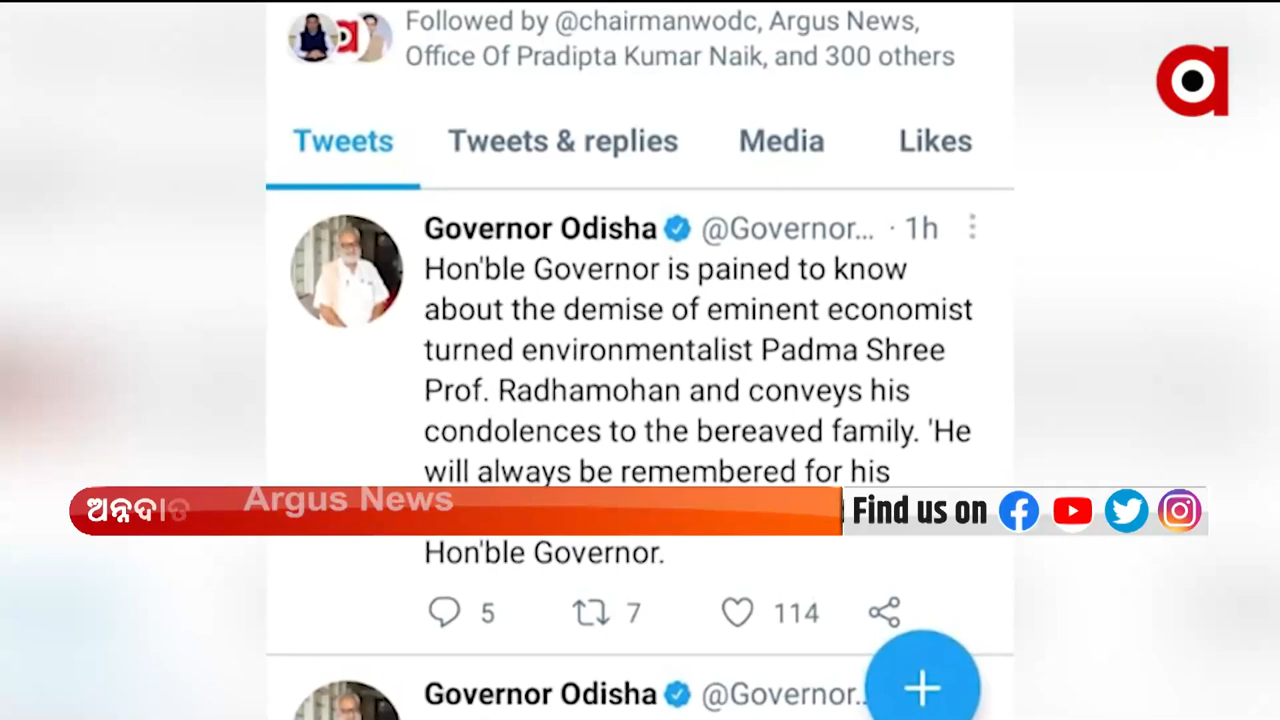 Followed by @chairmanwodc, Argus News,
Office Of Pradipta Kumar Naik, and 300 others
Tweets Tweets & replies Media Likes
Governor Odisha @Governor... · 1h
Hon'ble Governor is pained to know
about the demise of eminent economist
turned environmentalist Padma Shree
Prof. Radhamohan and conveys his
condolences to the bereaved family. 'He
will always be remembered for his
ଅନ୍ନଦାତ Argus News Find us on
Hon'ble Governor.
5 7 114
Governor Odisha @Governor..